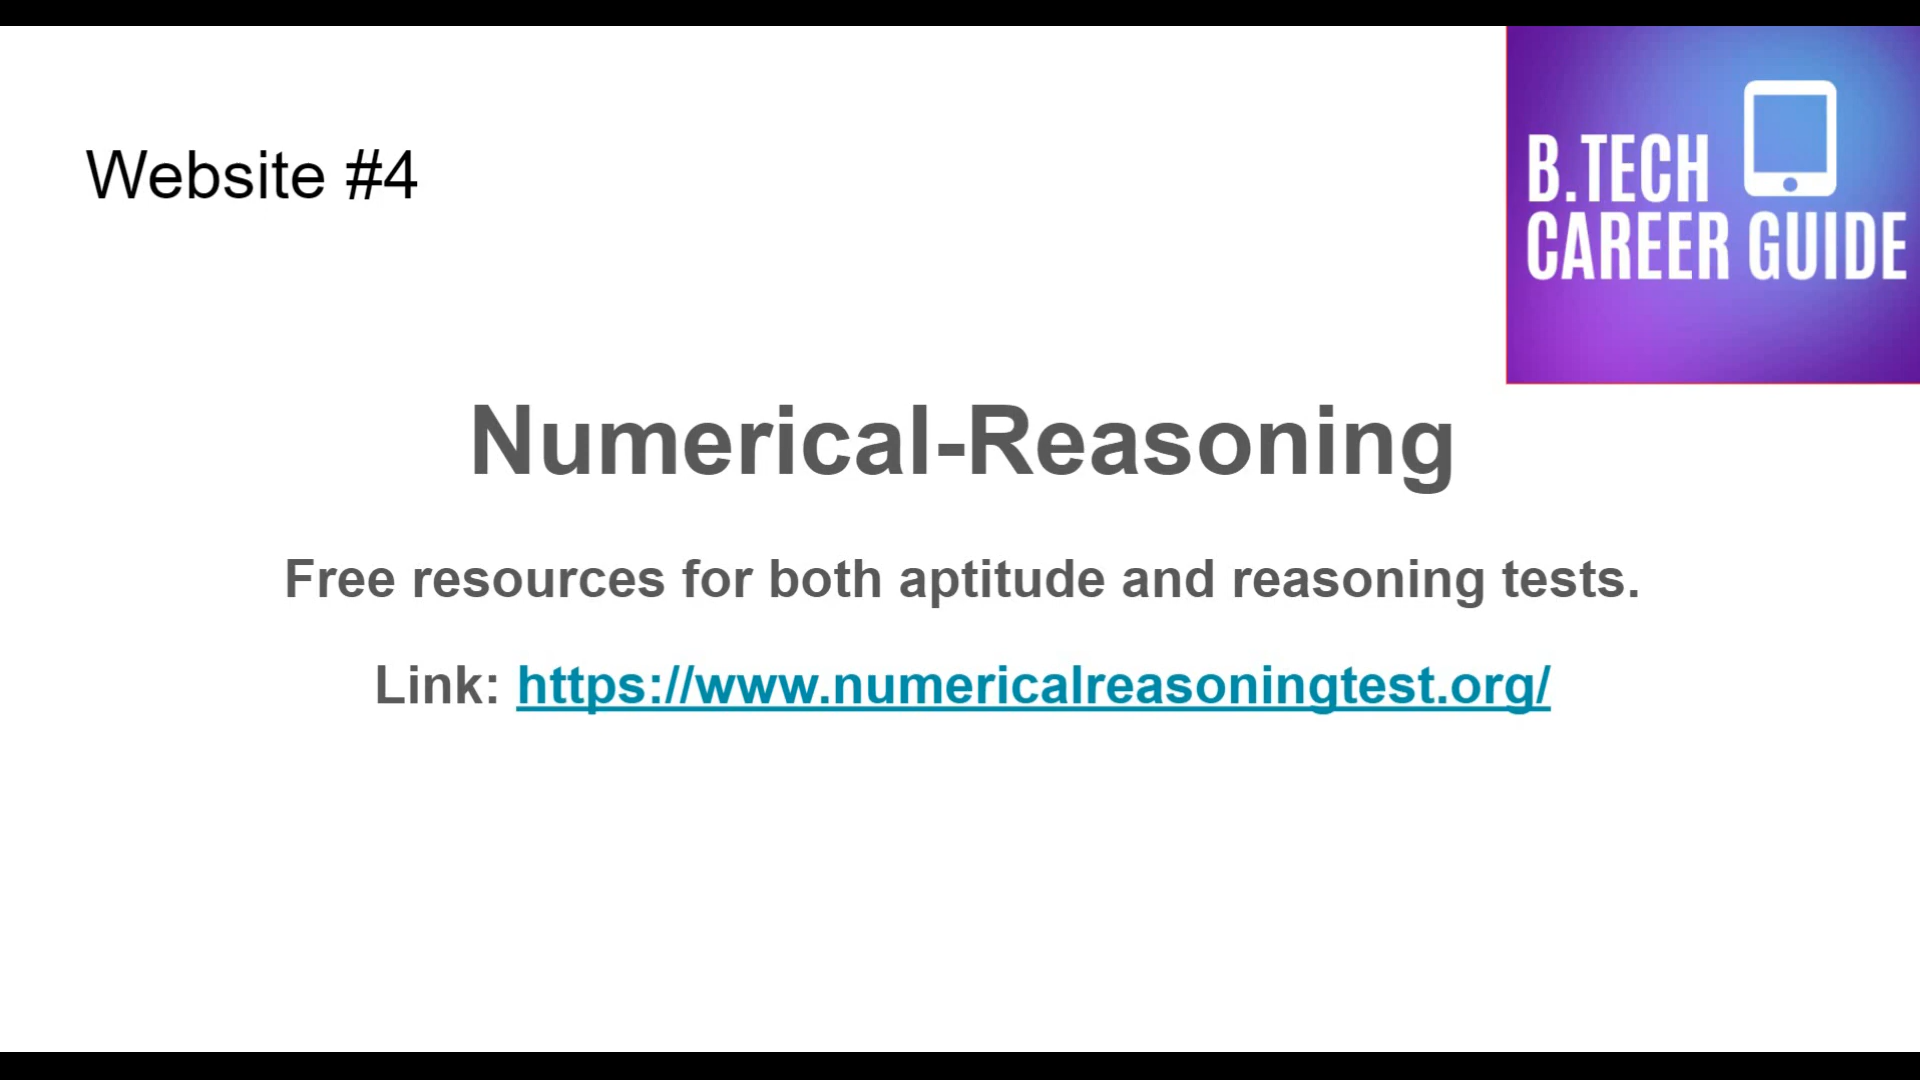 Website #4
B.TECH
CAREER GUIDE
Numerical-Reasoning
Free resources for both aptitude and reasoning tests.
Link: https://www.numericalreasoningtest.org/